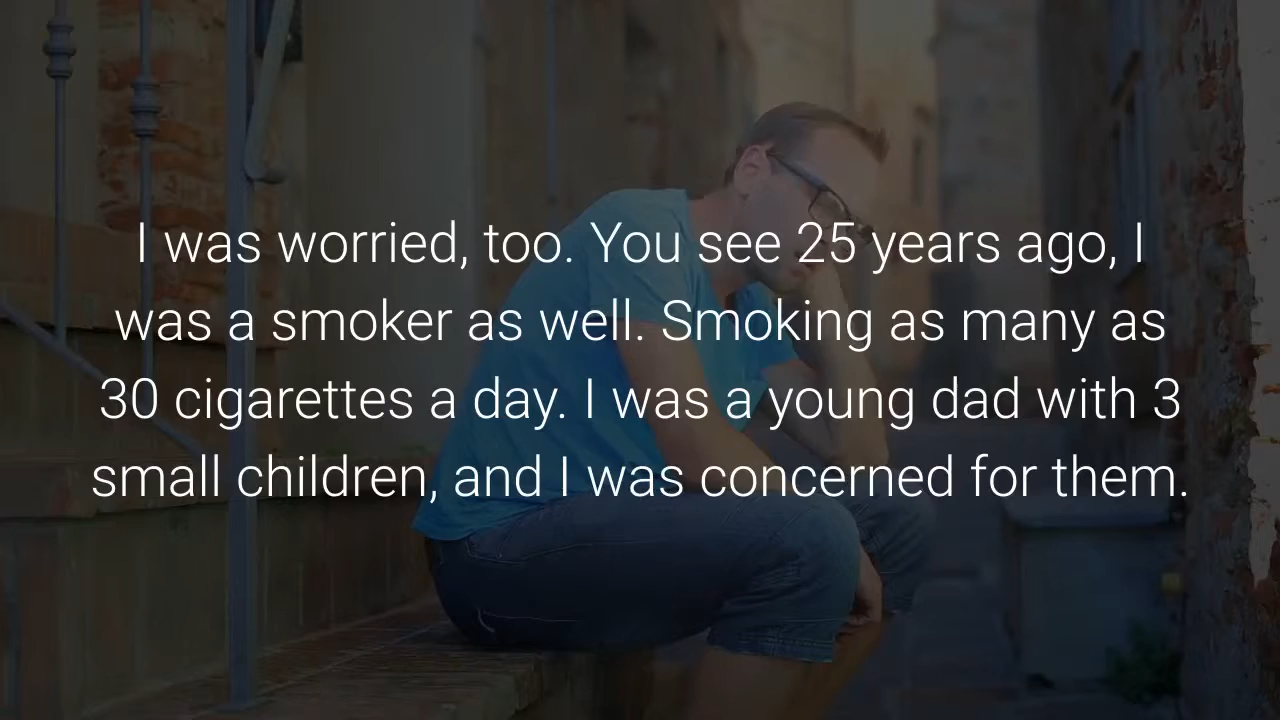 I was worried, too. You see 25 years ago, I
was a smoker as well. Smoking as many as
30 cigarettes a day. I was a young dad with 3
small children, and I was concerned for them.